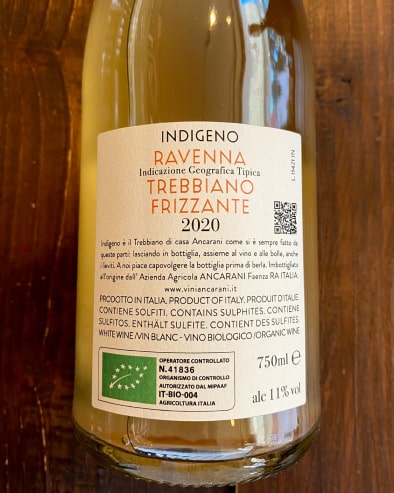 INDIGENO
RAVENNA
Indicazione Geografica Tipica
TREBBIANO
FRIZZANTE
2020
Indigeno è il Trebbiano di casa Ancarani come si è sempre fatto da
queste parti: lasciando in bottiglia, assieme al vino e alle bombe, anche
i lieviti. A noi piace capovolgere la bottiglia prima di berla. Imbottigliato
all'origine dall' Azienda Agricola ANCARANI Faenza RA ITALIA.
www.viniancarani.it
PRODOTTO IN ITALIA. PRODUCT OF ITALY. PRODUIT D'ITALIE.
CONTIENE SOLFITI. CONTAINS SULPHITES. CONTIENE
SULFITOS. ENTHÄLT SULFITE. CONTIENT DES SULFITES.
WHITE WINE / VIN BLANC - VINO BIOLOGICO / ORGANIC WINE
OPERATORE CONTROLLATO
N. 41836
ORGANISMO DI CONTROLLO
AUTORIZZATO DAL MIPAAF
IT-BIO-004
AGRICOLTURA ITALIA
750ml e
alc 11% vol